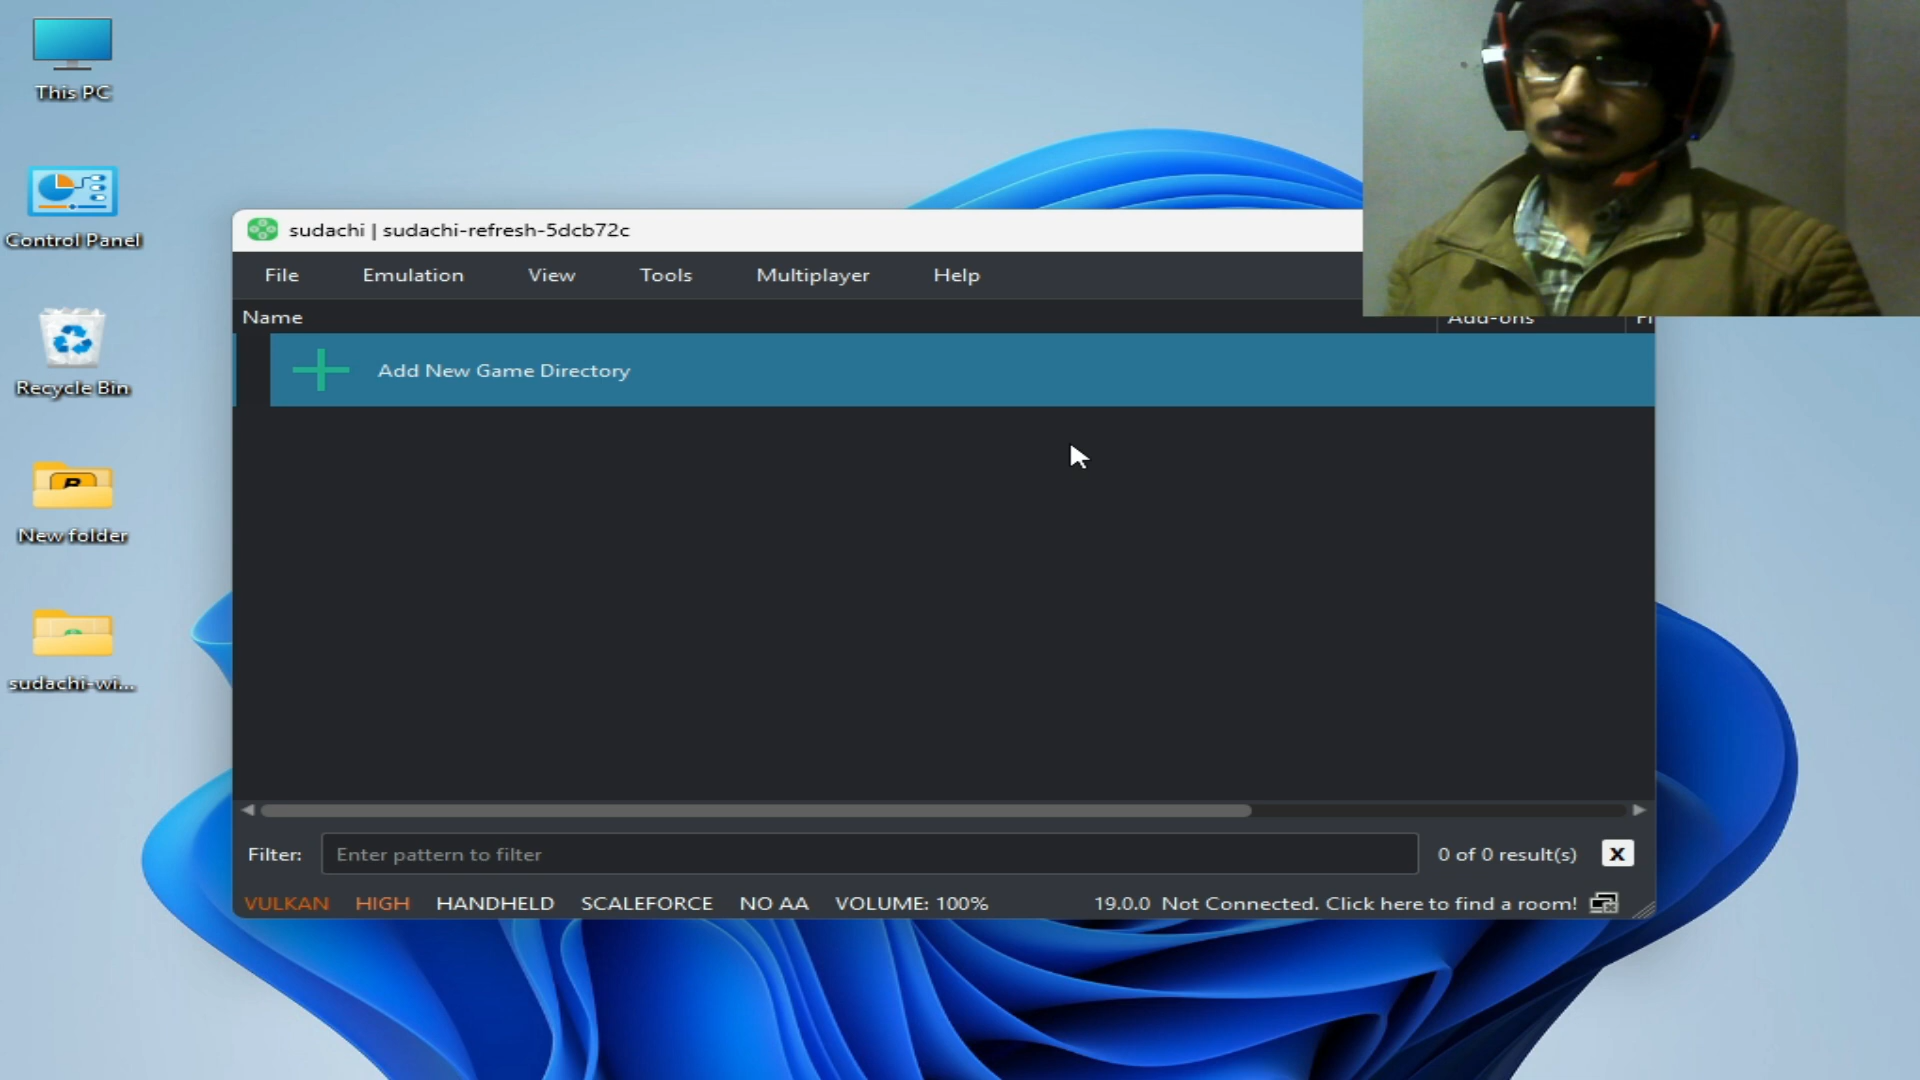 This PC
Control Panel
Recycle Bin
New folder
sudachi-wi...
sudachi | sudachi-refresh-5dcb72c
File Emulation View Tools Multiplayer Help
Name Add-ons
Add New Game Directory
Filter: Enter pattern to filter 0 of 0 result(s) X
VULKAN HIGH HANDHELD SCALEFORCE NO AA VOLUME: 100% 19.0.0 Not Connected. Click here to find a room!